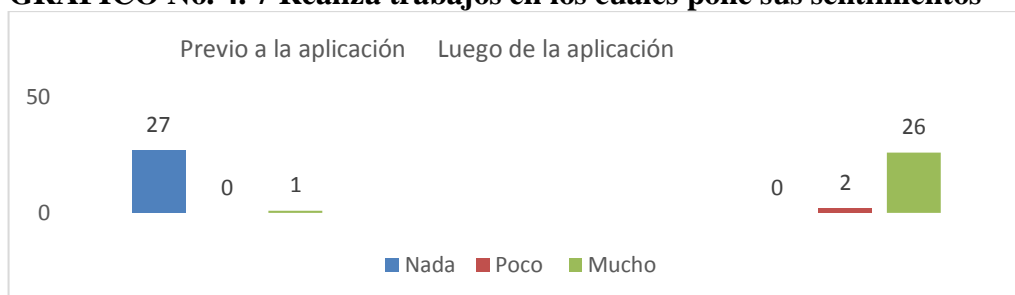 GRÁFICO No. 4. 7 Realiza trabajos en los cuales pone sus sentimientos
Previo a la aplicación Luego de la aplicación
50
27 0 1 0 2 26
0
Nada Poco Mucho